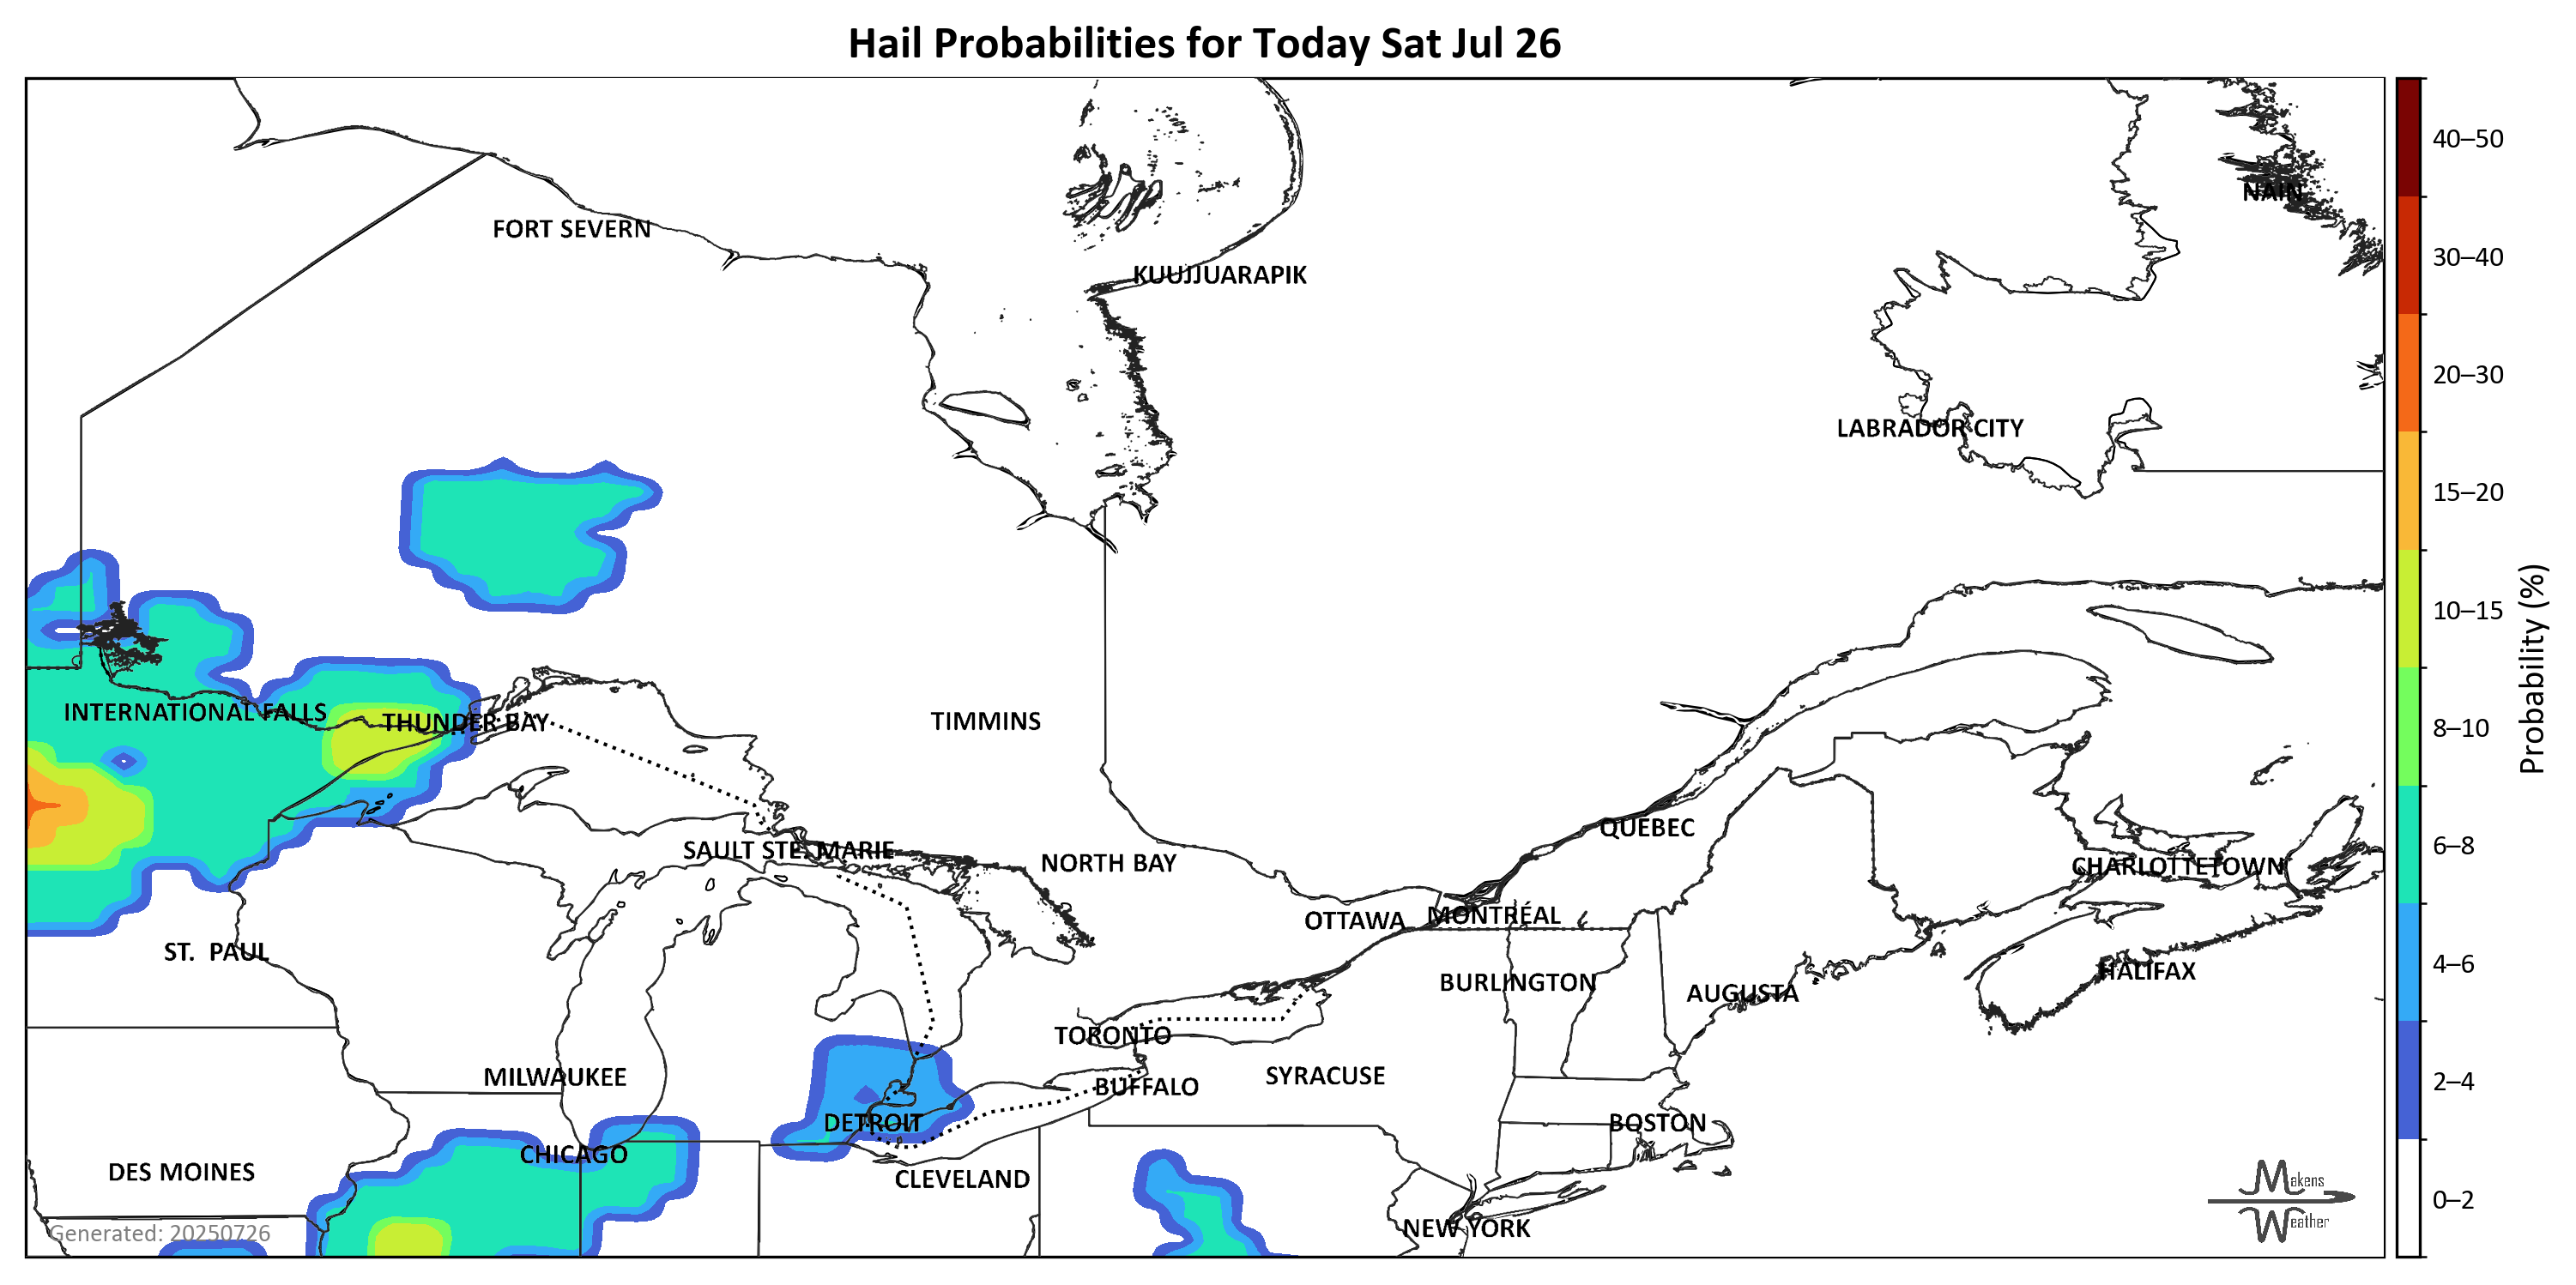 Hail Probabilities for Today Sat Jul 26
40–50
NAIN
FORT SEVERN
30–40
KUUJJUARAPIK
20–30
LABRADOR CITY
15–20
10–15
INTERNATIONAL FALLS
THUNDER BAY
TIMMINS
8–10
Probability (%)
QUEBEC
SAULT STE. MARIE
6–8
NORTH BAY
CHARLOTTETOWN
OTTAWA
MONTRÉAL
ST. PAUL
4–6
HALIFAX
BURLINGTON
AUGUSTA
TORONTO
MILWAUKEE
SYRACUSE
2–4
BUFFALO
DETROIT
BOSTON
CHICAGO
DES MOINES
CLEVELAND
Makens
Weather
0–2
NEW YORK
Generated: 20250726